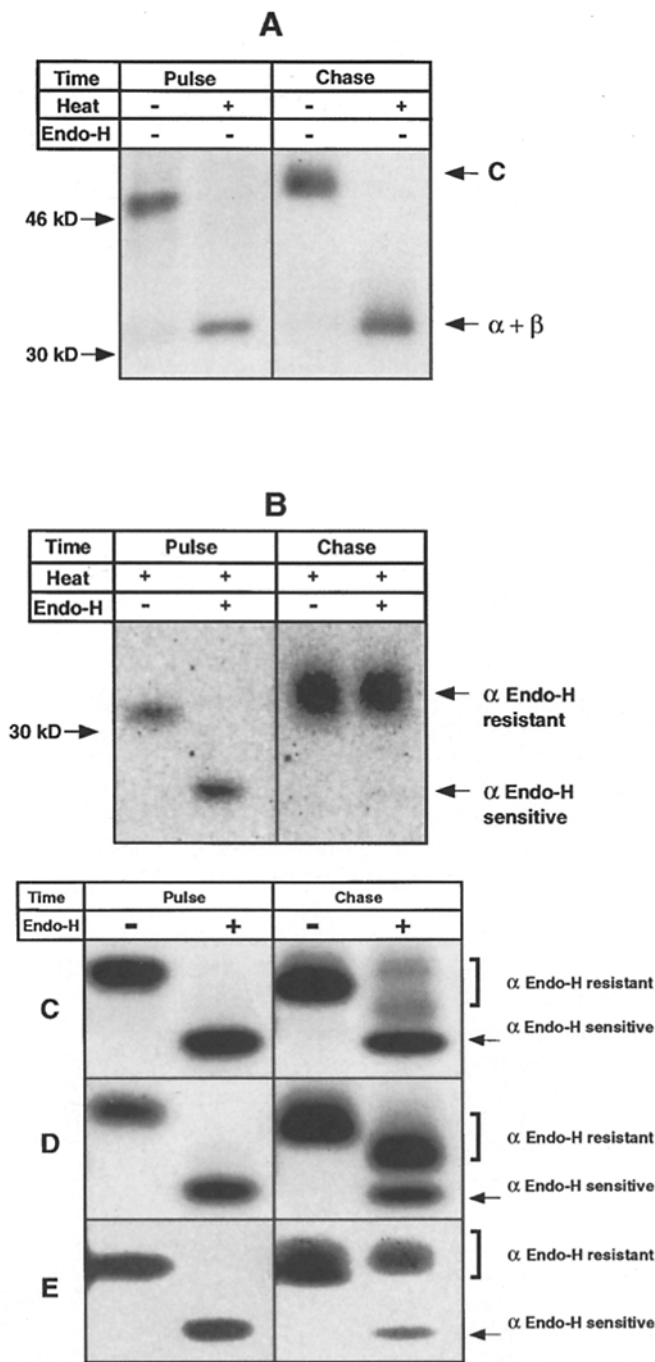 A
Time Pulse Chase
Heat - + - +
Endo-H - - - -
C
46 kD
α + β
30 kD
B
Time Pulse Chase
Heat + + + +
Endo-H - + - +
α Endo-H
resistant
30 kD
α Endo-H
sensitive
Time Pulse Chase
Endo-H - + - +
α Endo-H resistant
C
α Endo-H sensitive
α Endo-H resistant
D
α Endo-H sensitive
α Endo-H resistant
E
α Endo-H sensitive